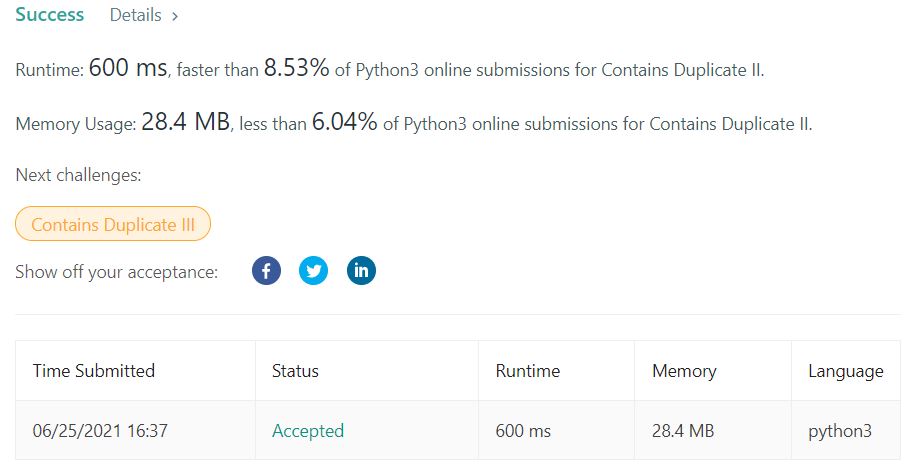 Success Details >
Runtime: 600 ms, faster than 8.53% of Python3 online submissions for Contains Duplicate II.
Memory Usage: 28.4 MB, less than 6.04% of Python3 online submissions for Contains Duplicate II.
Next challenges:
Contains Duplicate III
Show off your acceptance:
Time Submitted Status Runtime Memory Language
06/25/2021 16:37 Accepted 600 ms 28.4 MB python3